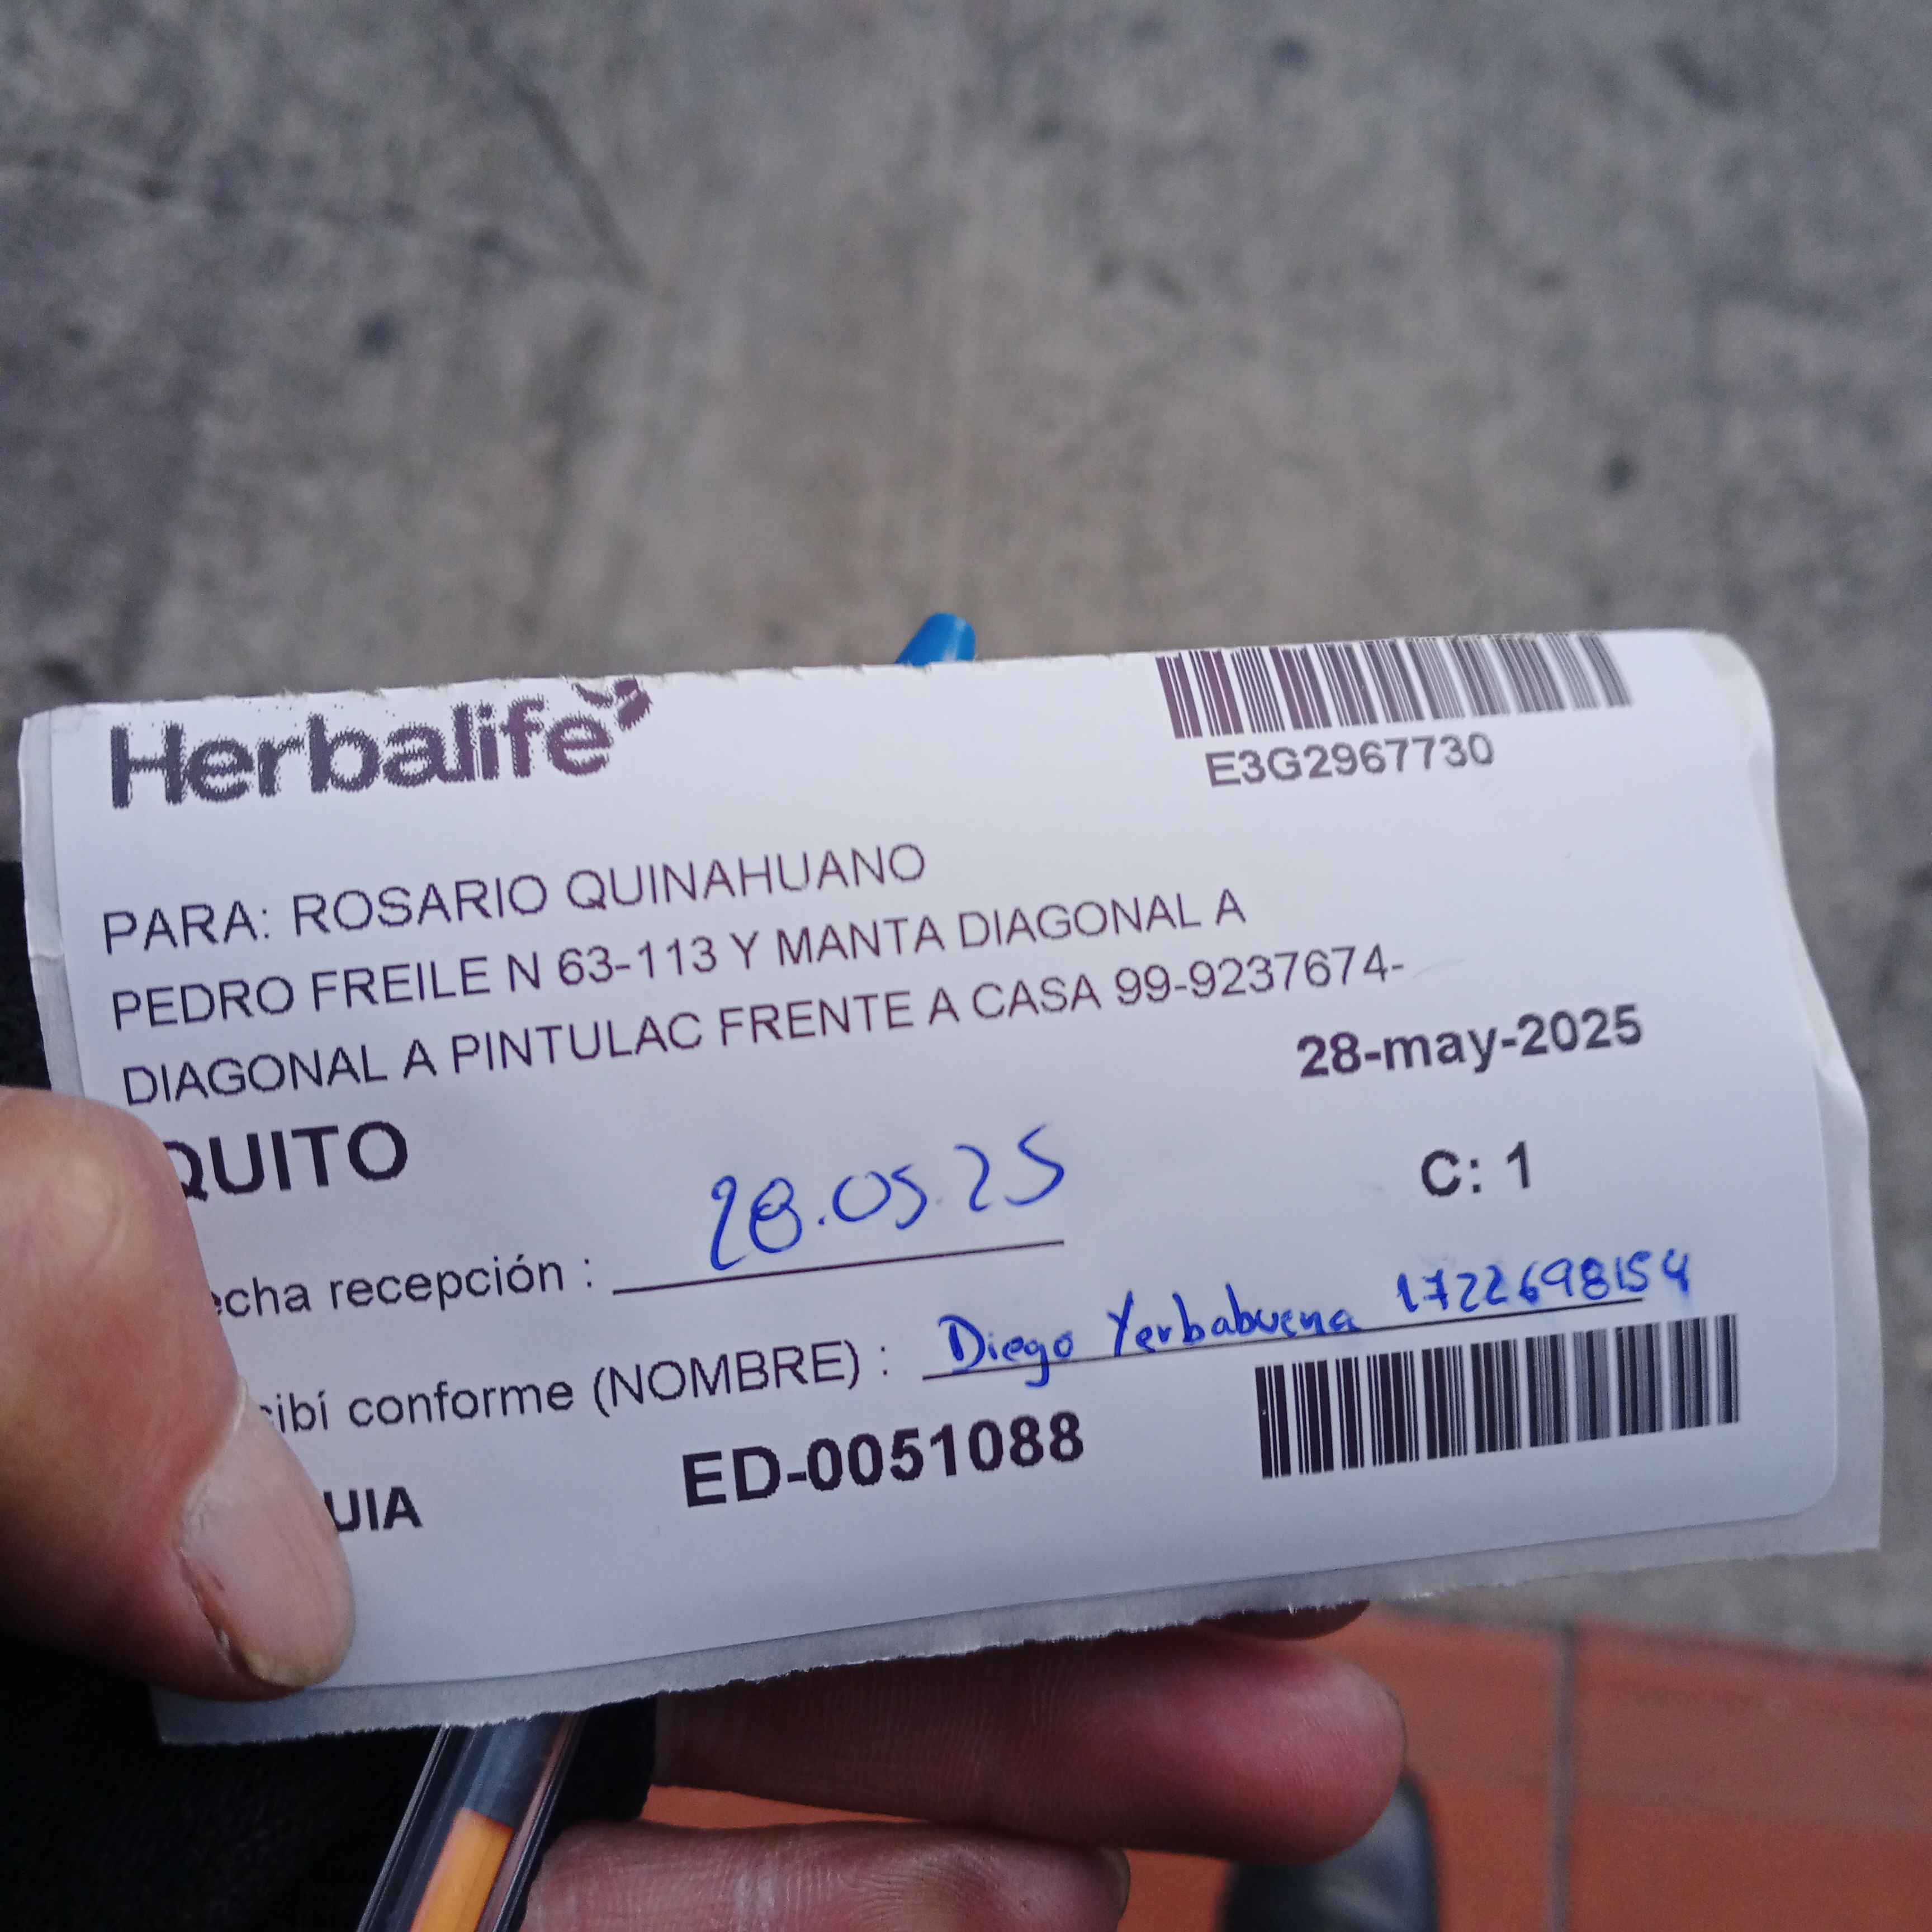 Herbalife
E3G2967730
PARA: ROSARIO QUINAHUANO
PEDRO FREILE N 63-113 Y MANTA DIAGONAL A
DIAGONAL A PINTULAC FRENTE A CASA 99-9237674-
28-may-2025
QUITO
C: 1
echa recepción : 28.05.25
cibí conforme (NOMBRE) : Diego Yerbabuena 1722698154
UIA
ED-0051088